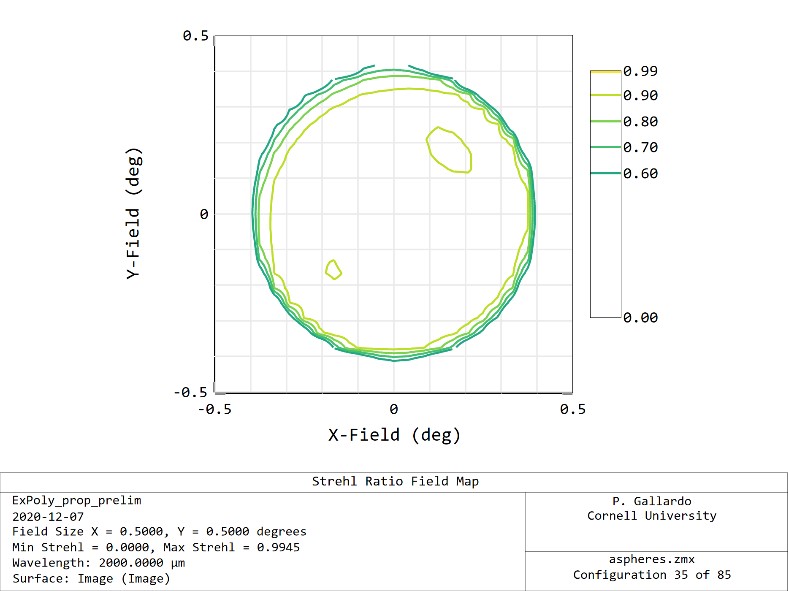 0.5
0
-0.5
Y-Field (deg)
-0.5
0
0.5
X-Field (deg)
0.99
0.90
0.80
0.70
0.60
0.00
Strehl Ratio Field Map
ExPoly_prop_prelim
2020-12-07
Field Size X = 0.5000, Y = 0.5000 degrees
Min Strehl = 0.0000, Max Strehl = 0.9945
Wavelength: 2000.0000 µm
Surface: Image (Image)
P. Gallardo
Cornell University
aspheres.zmx
Configuration 35 of 85